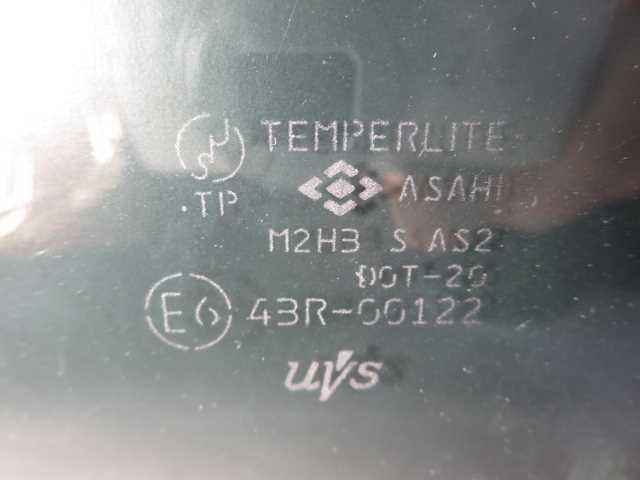 TEMPERLITE
TP
ASAHI
M2H3 S AS2
DOT-20
E6 43R-00122
uvs